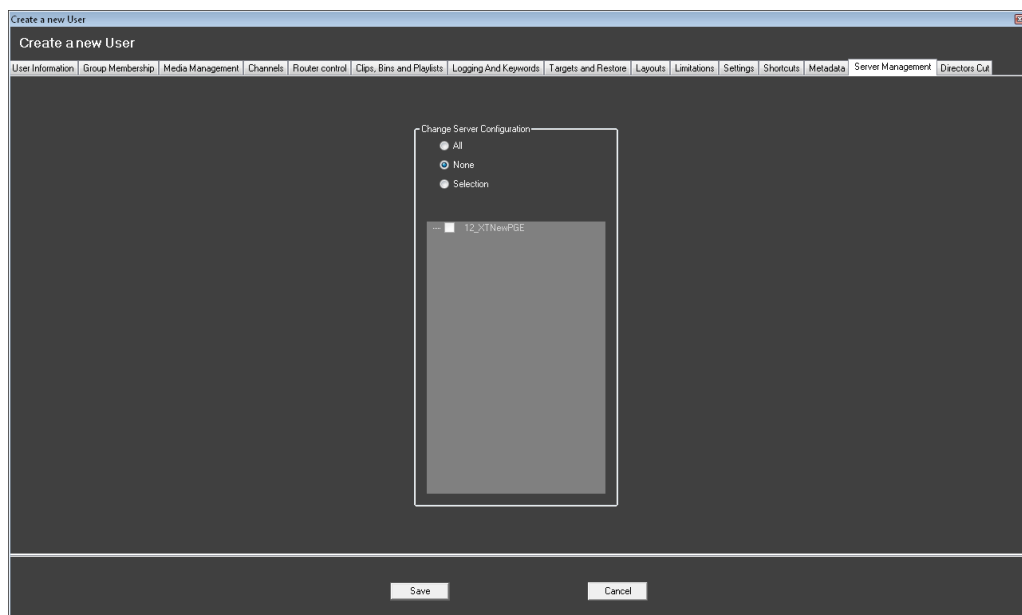 Create a new User
Create a new User
User Information Group Membership Media Management Channels Router control Clips, Bins and Playlists Logging And Keywords Targets and Restore Layouts Limitations Settings Shortcuts Metadata Server Management Directors Cut
Change Server Configuration
All
None
Selection
12_XTNewPGE
Save Cancel